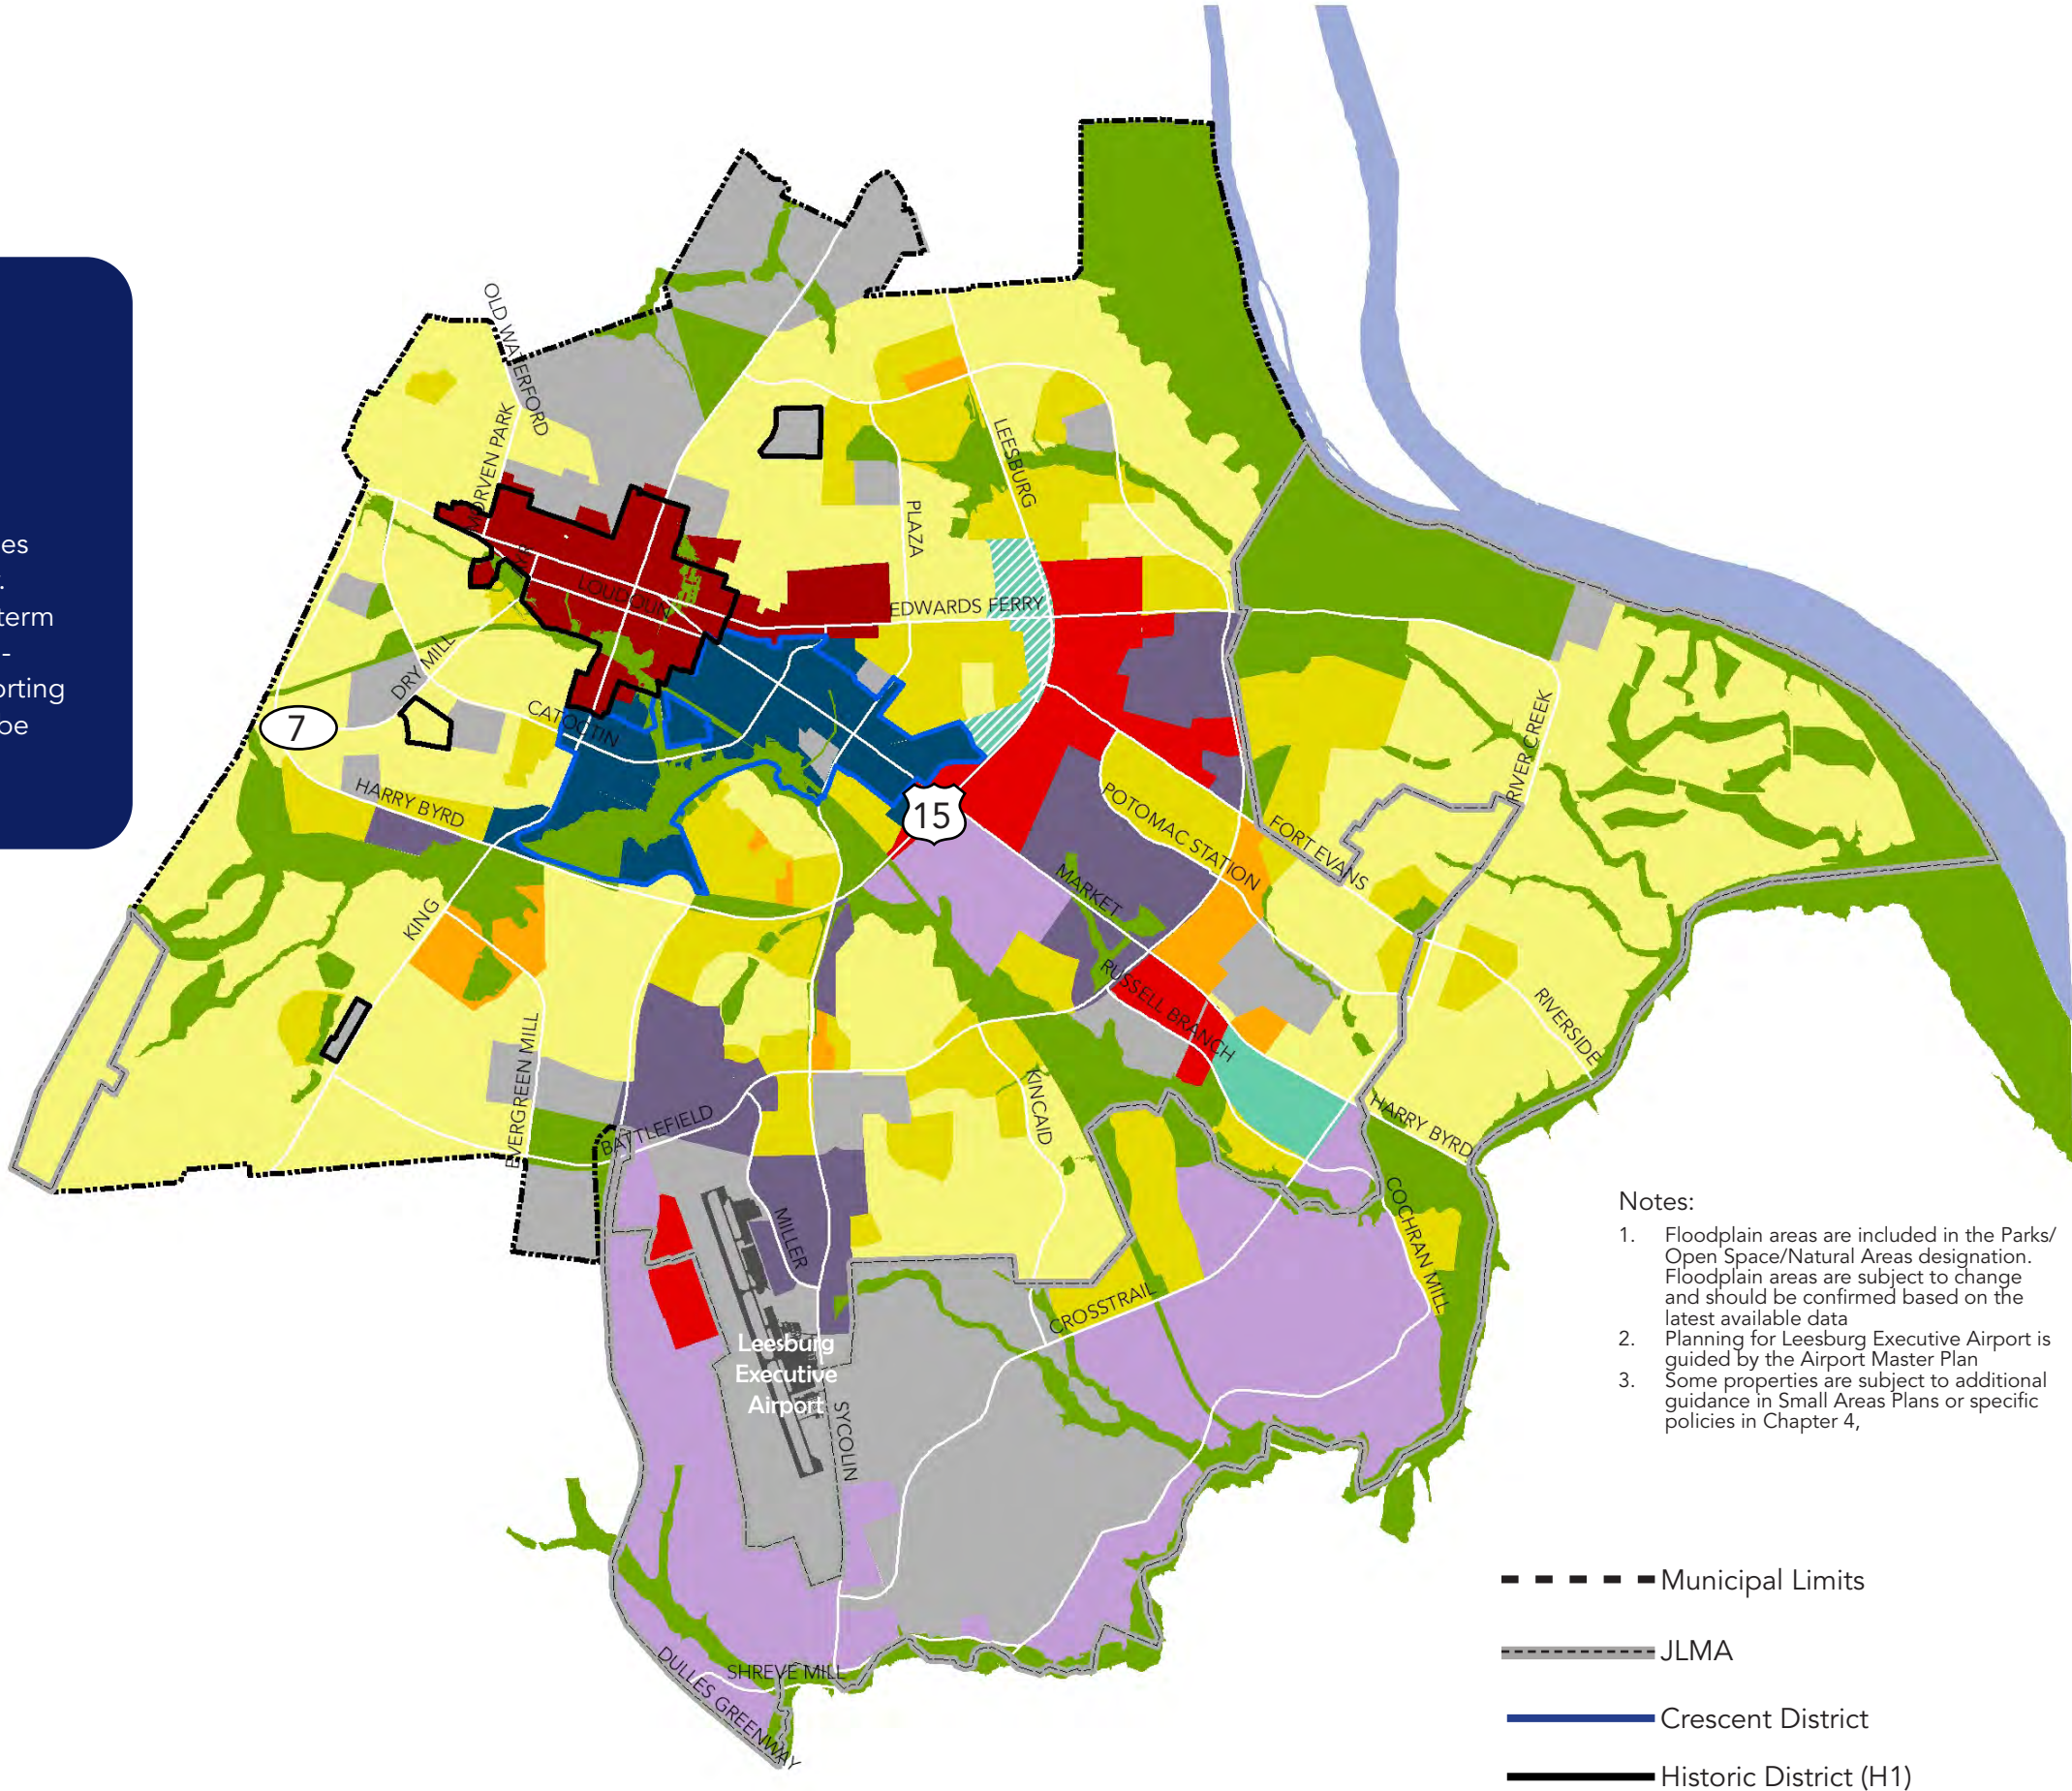 es
.
term
-
orting
be
OLD WATERFORD
MORVEN PARK
LEESBURG
PLAZA
LOUDOUN
EDWARDS FERRY
DRY MILL
7
CATOCTIN
RIVER CREEK
HARRY BYRD
15
POTOMAC STATION
FORT EVANS
KING
MARKET
RUSSELL BRANCH
RIVERSIDE
EVERGREEN MILL
KINCAID
BATTLEFIELD
HARRY BYRD
MILLER
COCHRAN MILL
CROSSTRAIL
Leesburg
Executive
Airport
SYCOLIN
SHREVE MILL
DULLES GREENWAY
Notes:
1. Floodplain areas are included in the Parks/
Open Space/Natural Areas designation.
Floodplain areas are subject to change
and should be confirmed based on the
latest available data
2. Planning for Leesburg Executive Airport is
guided by the Airport Master Plan
3. Some properties are subject to additional
guidance in Small Areas Plans or specific
policies in Chapter 4,
Municipal Limits
JLMA
Crescent District
Historic District (H1)